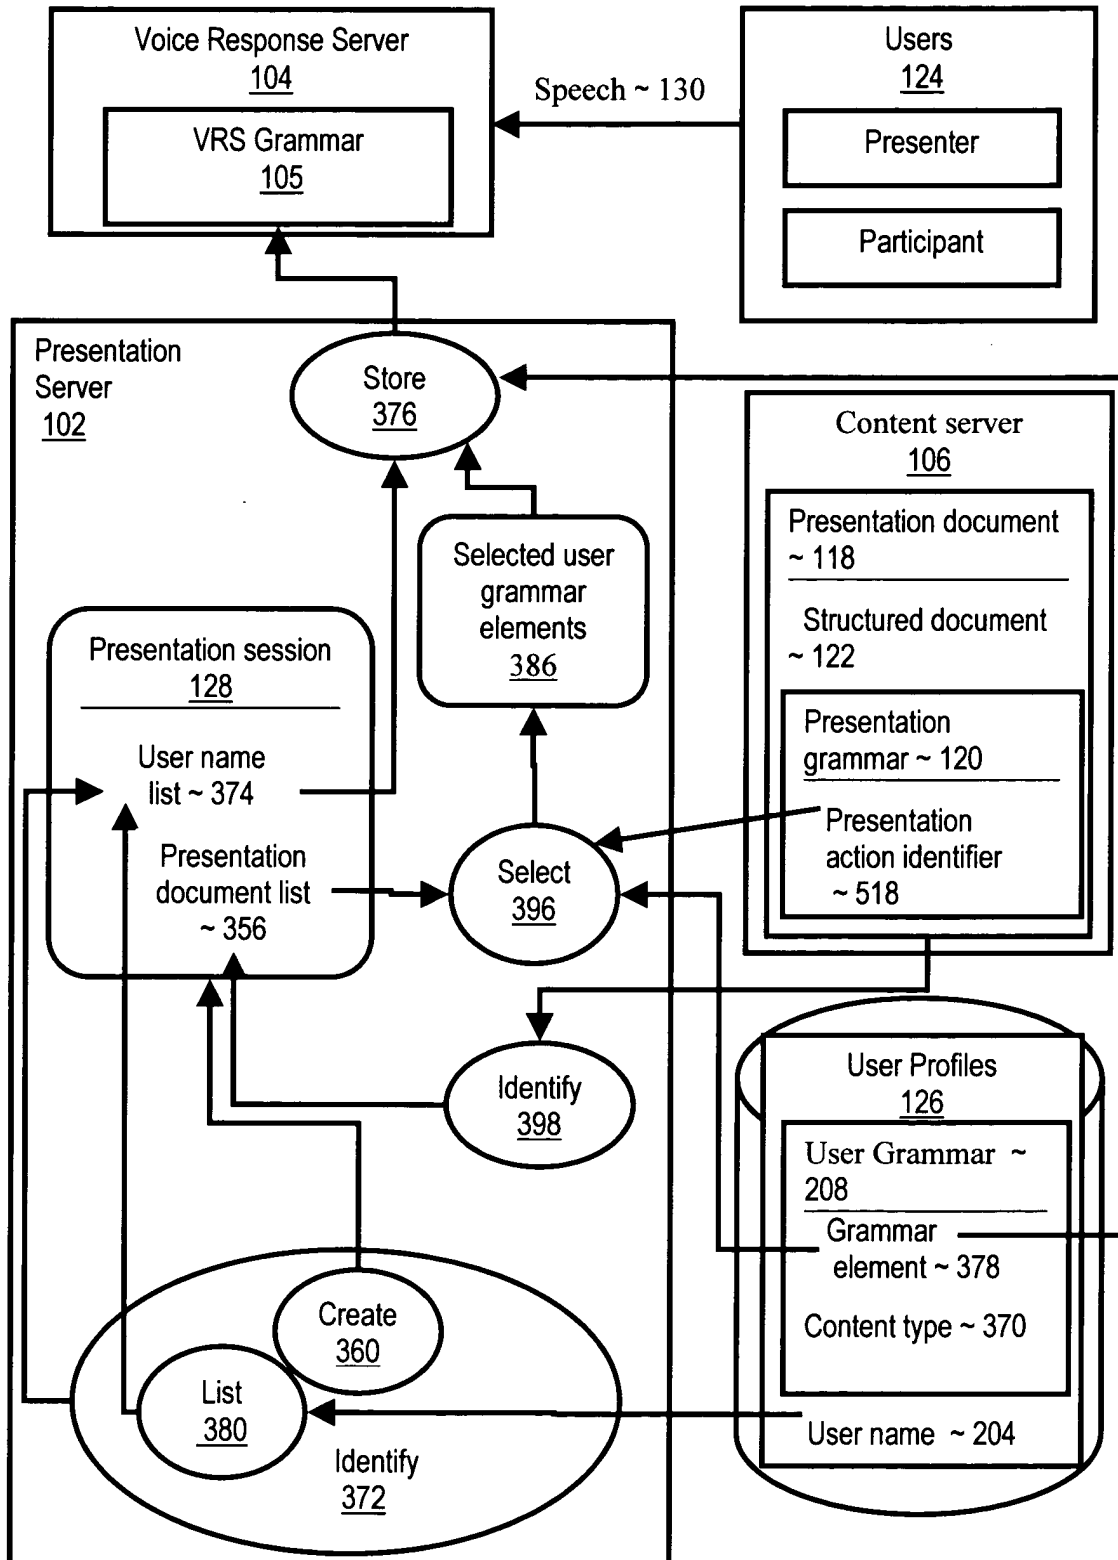 Voice Response Server
104
VRS Grammar
105
Speech ~ 130
Users
124
Presenter
Participant
Presentation
Server
102
Store
376
Selected user
grammar
elements
386
Content server
106
Presentation document
~ 118
Structured document
~ 122
Presentation
grammar ~ 120
Presentation
action identifier
~ 518
Presentation session
128
User name
list ~ 374
Presentation
document list
~ 356
Select
396
Identify
398
User Profiles
126
User Grammar ~
208
Grammar
element ~ 378
Content type ~ 370
User name ~ 204
Create
360
List
380
Identify
372